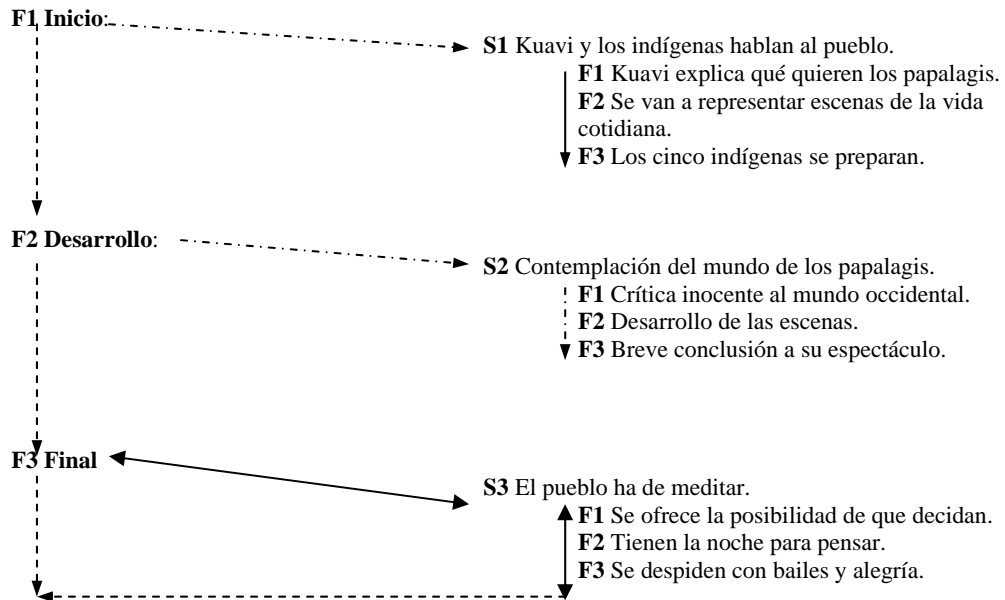 F1 Inicio:
S1 Kuavi y los indígenas hablan al pueblo.
F1 Kuavi explica qué quieren los papalagis.
F2 Se van a representar escenas de la vida
cotidiana.
F3 Los cinco indígenas se preparan.
F2 Desarrollo:
S2 Contemplación del mundo de los papalagis.
F1 Crítica inocente al mundo occidental.
F2 Desarrollo de las escenas.
F3 Breve conclusión a su espectáculo.
F3 Final
S3 El pueblo ha de meditar.
F1 Se ofrece la posibilidad de que decidan.
F2 Tienen la noche para pensar.
F3 Se despiden con bailes y alegría.